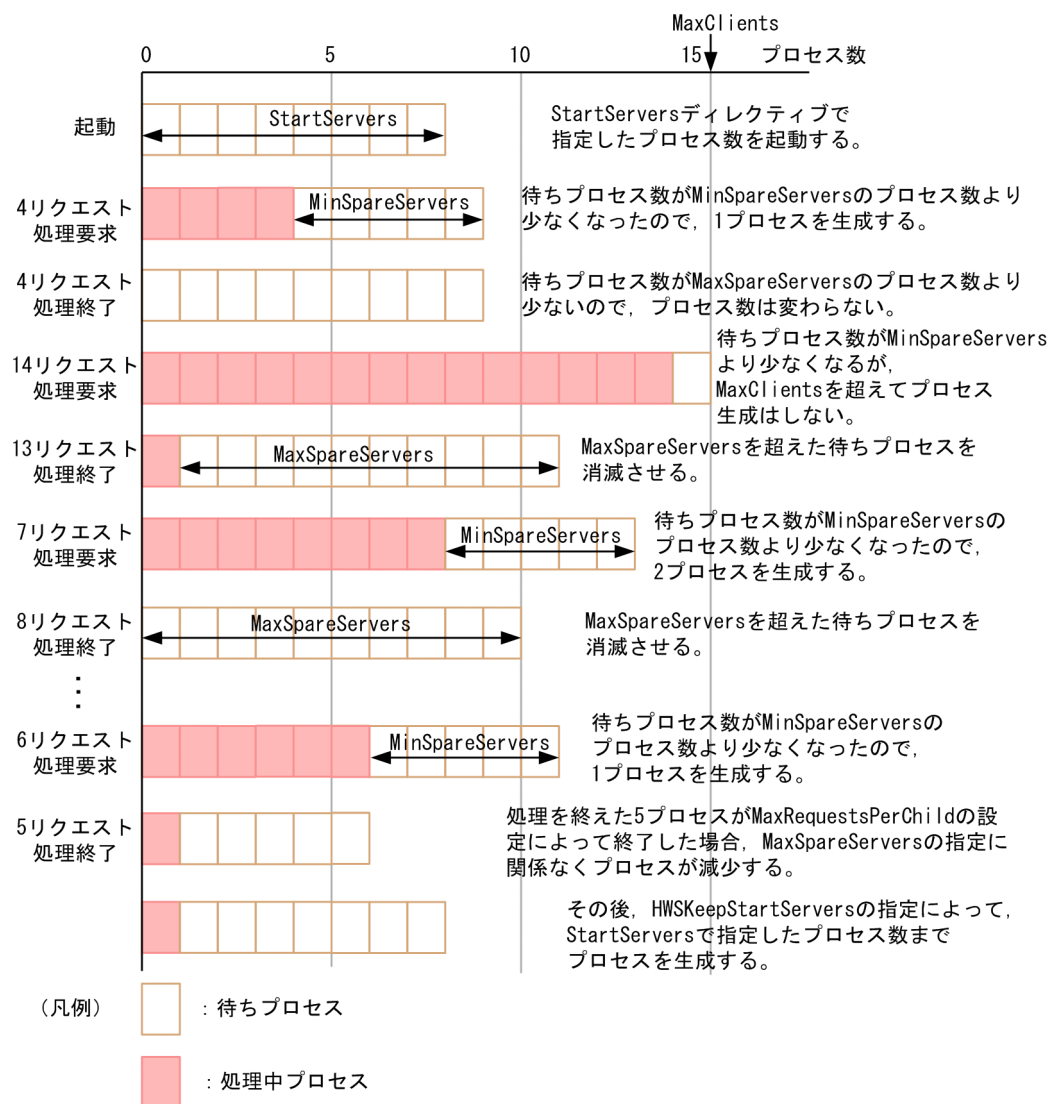 MaxClients
0 5 10 15 プロセス数
起動
StartServers
StartServersディレクティブで
指定したプロセス数を起動する。
4リクエスト
処理要求
MinSpareServers
待ちプロセス数がMinSpareServersのプロセス数より
少なくなったので，1プロセスを生成する。
4リクエスト
処理終了
待ちプロセス数がMaxSpareServersのプロセス数より
少ないので，プロセス数は変わらない。
14リクエスト
処理要求
待ちプロセス数がMinSpareServers
より少なくなるが，
MaxClientsを超えてプロセス
生成はしない。
13リクエスト
処理終了
MaxSpareServers
MaxSpareServersを超えた待ちプロセスを
消滅させる。
7リクエスト
処理要求
MinSpareServers
待ちプロセス数がMinSpareServersの
プロセス数より少なくなったので，
2プロセスを生成する。
8リクエスト
処理終了
MaxSpareServers
MaxSpareServersを超えた待ちプロセスを
消滅させる。
⋮
6リクエスト
処理要求
MinSpareServers
待ちプロセス数がMinSpareServersの
プロセス数より少なくなったので，
1プロセスを生成する。
5リクエスト
処理終了
処理を終えた5プロセスがMaxRequestsPerChildの設
定によって終了した場合，MaxSpareServersの指定に
関係なくプロセスが減少する。
その後，HWSKeepStartServersの指定によって，
StartServersで指定したプロセス数まで
プロセスを生成する。
（凡例）
：待ちプロセス
：処理中プロセス